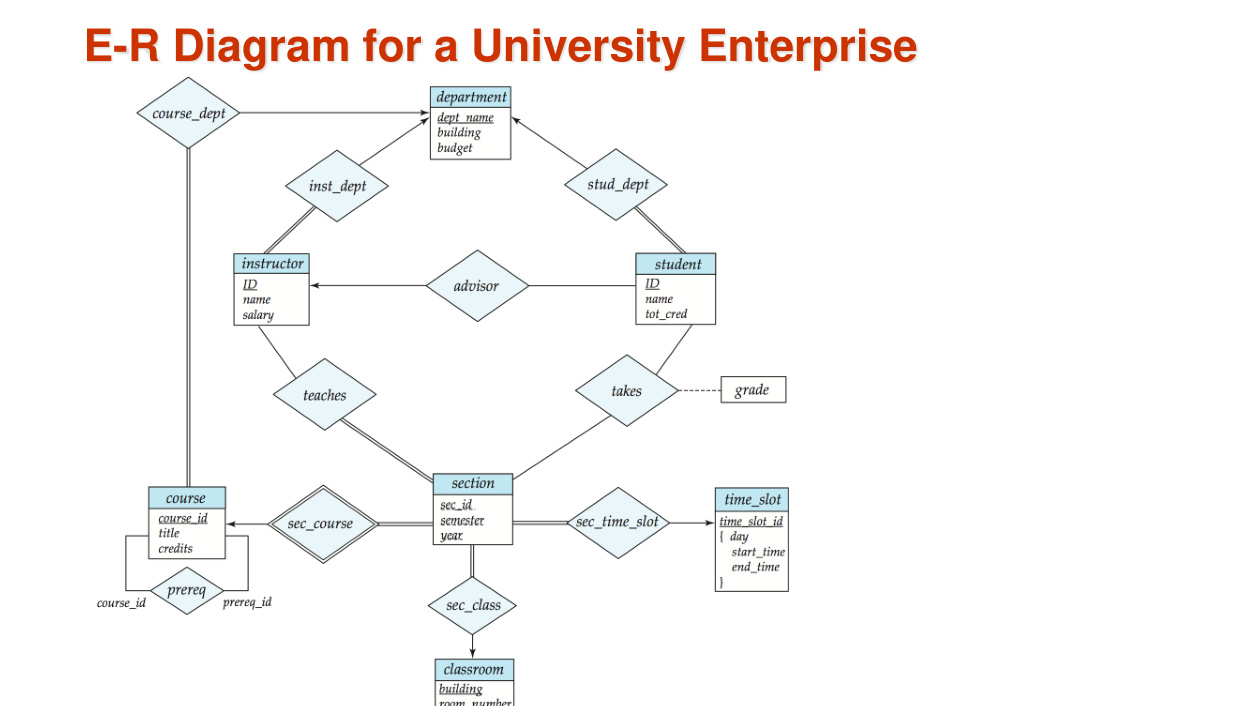 E-R Diagram for a University Enterprise
course_dept
department
dept_name
building
budget
inst_dept
stud_dept
instructor
ID
name
salary
advisor
student
ID
name
tot_cred
teaches
takes
grade
course
course_id
title
credits
sec_course
section
sec_id
semester
year
sec_time_slot
time_slot
time_slot_id
{ day
start_time
end_time
}
prereq
course_id
prereq_id
sec_class
classroom
building
room_number